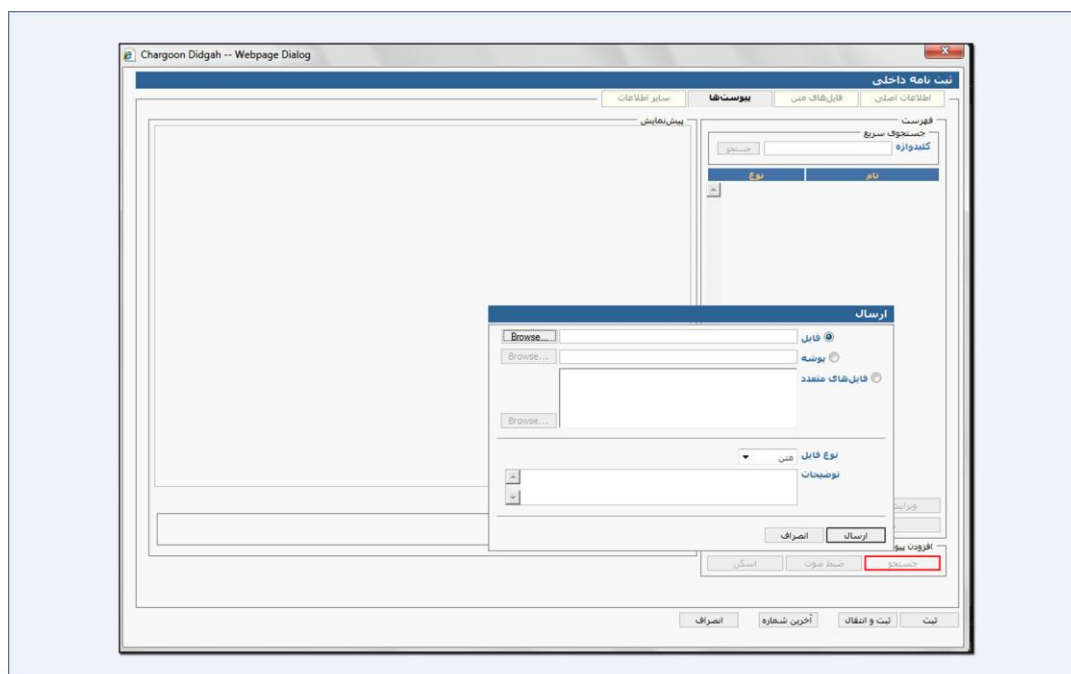 Chargoon Didgah -- Webpage Dialog
ثبت نامه داخلی
اطلاعات اصلی فایل‌های متن پیوست‌ها سایر اطلاعات
فهرست
پیش‌نمایش
جستجوی سریع
کلیدواژه جستجو
نام نوع
ارسال
فایل Browse...
پوشه Browse...
فایل‌های متعدد
Browse...
نوع فایل متن
توضیحات
ارسال انصراف
افزودن
جستجو ضبط صوت اسکن
ثبت ثبت و انتقال آخرین شماره انصراف